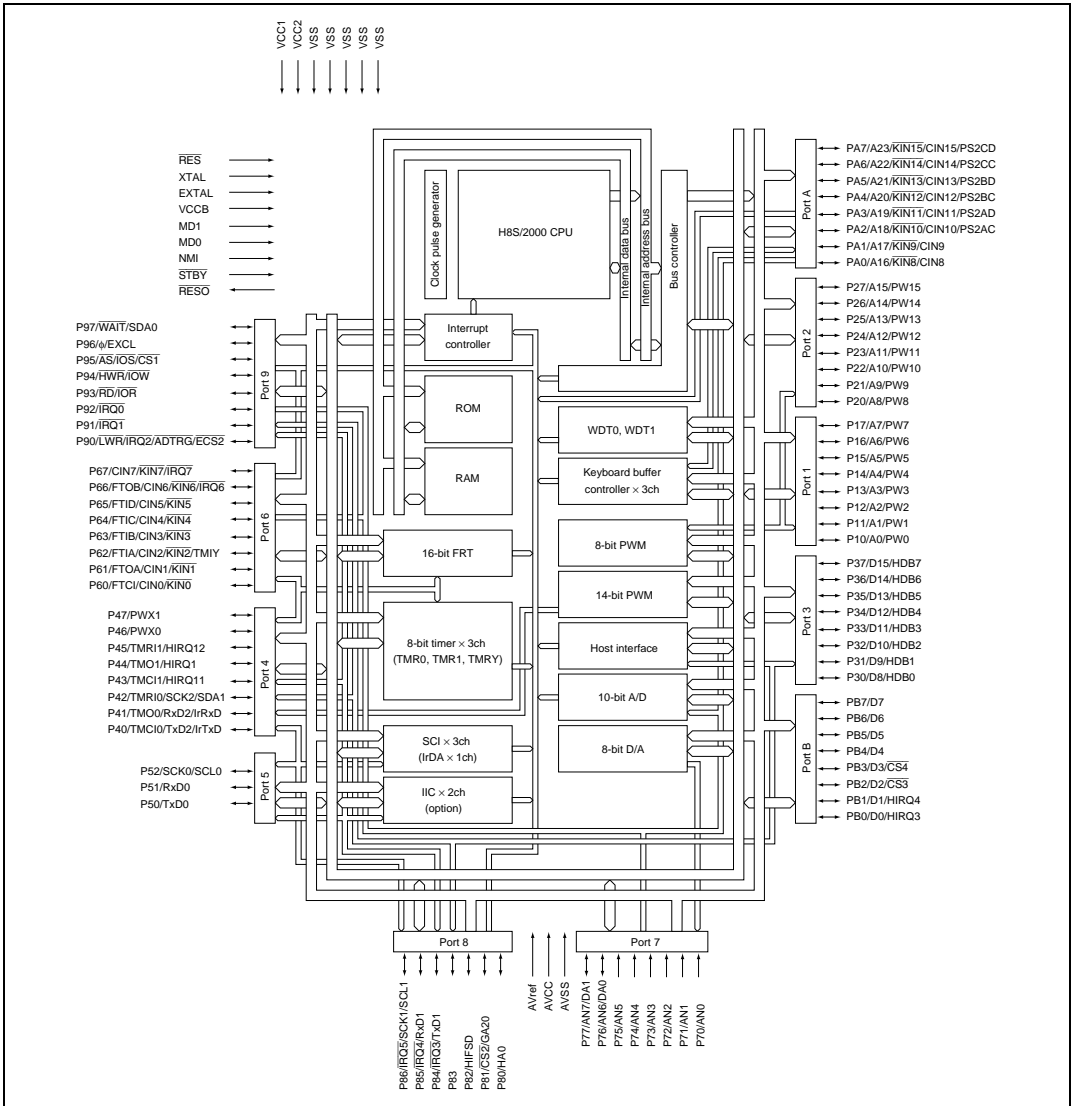 VCC1
VCC2
VSS
VSS
VSS
VSS
VSS
RES
XTAL
EXTAL
VCCB
MD1
MD0
NMI
STBY
RESO
Clock pulse generator
H8S/2000 CPU
Internal data bus
Internal address bus
Bus controller
Interrupt
controller
ROM
RAM
WDT0, WDT1
Keyboard buffer
controller × 3ch
16-bit FRT
8-bit PWM
14-bit PWM
8-bit timer × 3ch
(TMR0, TMR1, TMRY)
Host interface
10-bit A/D
SCI × 3ch
(IrDA × 1ch)
8-bit D/A
IIC × 2ch
(option)
P97/WAIT/SDA0
P96/ϕ/EXCL
P95/AS/IOS/CS1
P94/HWR/IOW
P93/RD/IOR
P92/IRQ0
P91/IRQ1
P90/LWR/IRQ2/ADTRG/ECS2
Port 9
P67/CIN7/KIN7/IRQ7
P66/FTOB/CIN6/KIN6/IRQ6
P65/FTID/CIN5/KIN5
P64/FTIC/CIN4/KIN4
P63/FTIB/CIN3/KIN3
P62/FTIA/CIN2/KIN2/TMIY
P61/FTOA/CIN1/KIN1
P60/FTCI/CIN0/KIN0
Port 6
P47/PWX1
P46/PWX0
P45/TMRI1/HIRQ12
P44/TMO1/HIRQ1
P43/TMCI1/HIRQ11
P42/TMRI0/SCK2/SDA1
P41/TMO0/RxD2/IrRxD
P40/TMCI0/TxD2/IrTxD
Port 4
P52/SCK0/SCL0
P51/RxD0
P50/TxD0
Port 5
Port A
PA7/A23/KIN15/CIN15/PS2CD
PA6/A22/KIN14/CIN14/PS2CC
PA5/A21/KIN13/CIN13/PS2BD
PA4/A20/KIN12/CIN12/PS2BC
PA3/A19/KIN11/CIN11/PS2AD
PA2/A18/KIN10/CIN10/PS2AC
PA1/A17/KIN9/CIN9
PA0/A16/KIN8/CIN8
Port 2
P27/A15/PW15
P26/A14/PW14
P25/A13/PW13
P24/A12/PW12
P23/A11/PW11
P22/A10/PW10
P21/A9/PW9
P20/A8/PW8
Port 1
P17/A7/PW7
P16/A6/PW6
P15/A5/PW5
P14/A4/PW4
P13/A3/PW3
P12/A2/PW2
P11/A1/PW1
P10/A0/PW0
Port 3
P37/D15/HDB7
P36/D14/HDB6
P35/D13/HDB5
P34/D12/HDB4
P33/D11/HDB3
P32/D10/HDB2
P31/D9/HDB1
P30/D8/HDB0
Port B
PB7/D7
PB6/D6
PB5/D5
PB4/D4
PB3/D3/CS4
PB2/D2/CS3
PB1/D1/HIRQ4
PB0/D0/HIRQ3
Port 8
P86/IRQ5/SCK1/SCL1
P85/IRQ4/RxD1
P84/IRQ3/TxD1
P83
P82/HIFSD
P81/CS2/GA20
P80/HA0
AVref
AVCC
AVSS
Port 7
P77/AN7/DA1
P76/AN6/DA0
P75/AN5
P74/AN4
P73/AN3
P72/AN2
P71/AN1
P70/AN0